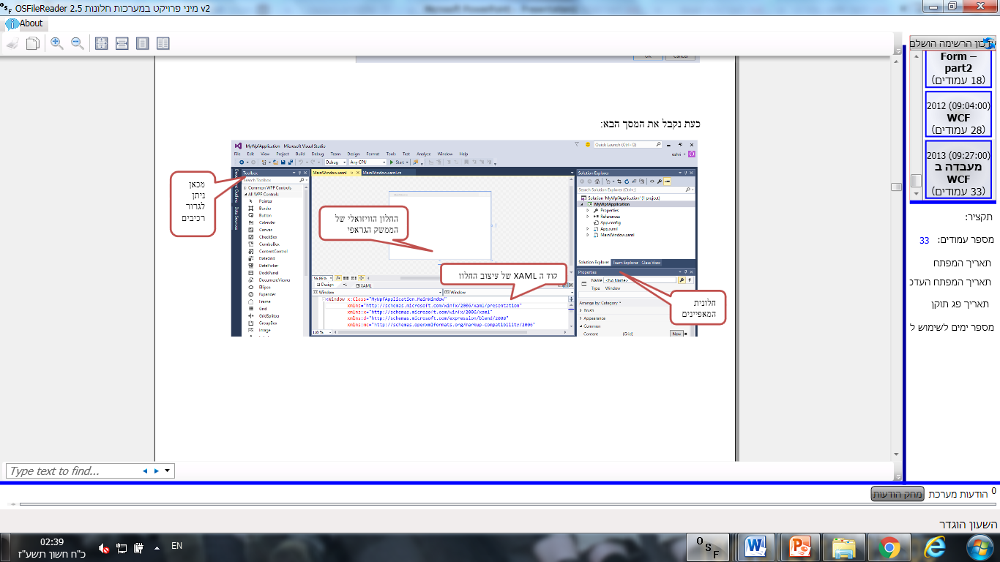 OSFileReader 2.5 מיני פרויקט במערכות חלונות v2
About
כעת נקבל את המסך הבא:
MyWpfApplication - Microsoft Visual Studio
Quick Launch (Ctrl+Q)
File Edit View Project Build Debug Team Design Format Tools Test Analyze Window Help
Debug Any CPU Start
Toolbox
Search Toolbox
Common WPF Controls
All WPF Controls
Pointer
Border
Button
Calendar
Canvas
CheckBox
ComboBox
ContentControl
DataGrid
DatePicker
DockPanel
DocumentViewer
Ellipse
Expander
Frame
Grid
GridSplitter
GroupBox
Image
Document Outline
Data Sources
מכאן
ניתן
לגרור
רכיבים
MainWindow.xaml MainWindow.xaml.cs
החלון הוויזואלי של
הממשק הגראפי
קוד ה XAML של עיצוב החלון
56.86%
Design XAML
Window Window
<Window x:Class="MyWpfApplication.MainWindow"
xmlns="http://schemas.microsoft.com/winfx/2006/xaml/presentation"
xmlns:x="http://schemas.microsoft.com/winfx/2006/xaml"
xmlns:d="http://schemas.microsoft.com/expression/blend/2008"
xmlns:mc="http://schemas.openxmlformats.org/markup-compatibility/2006"
110 %
Solution Explorer
Search Solution Explorer (Ctrl+;)
Solution 'MyWpfApplication' (1 project)
MyWpfApplication
Properties
References
App.config
App.xaml
MainWindow.xaml
Solution Explorer Team Explorer Class View
Properties
Name <No Name>
Type Window
Arrange by: Category
Brush
Appearance
Common
Content (Grid) New
חלונית
המאפיינים
עדכון הרשימה הושלם
Form –
part2
(18 עמודים)
2012 (09:04:00)
WCF
(28 עמודים)
2013 (09:27:00)
מעבדה ב
WCF
(33 עמודים)
תקציר:
מספר עמודים: 33
תאריך המפתח
תאריך המפתח העדכ
תאריך פג תוקן
מספר ימים לשימוש ל
Type text to find...
0 הודעות מערכת מחק הודעות
השעון הוגדר
02:39
כ"ח חשון תשע"ז
EN
O S F